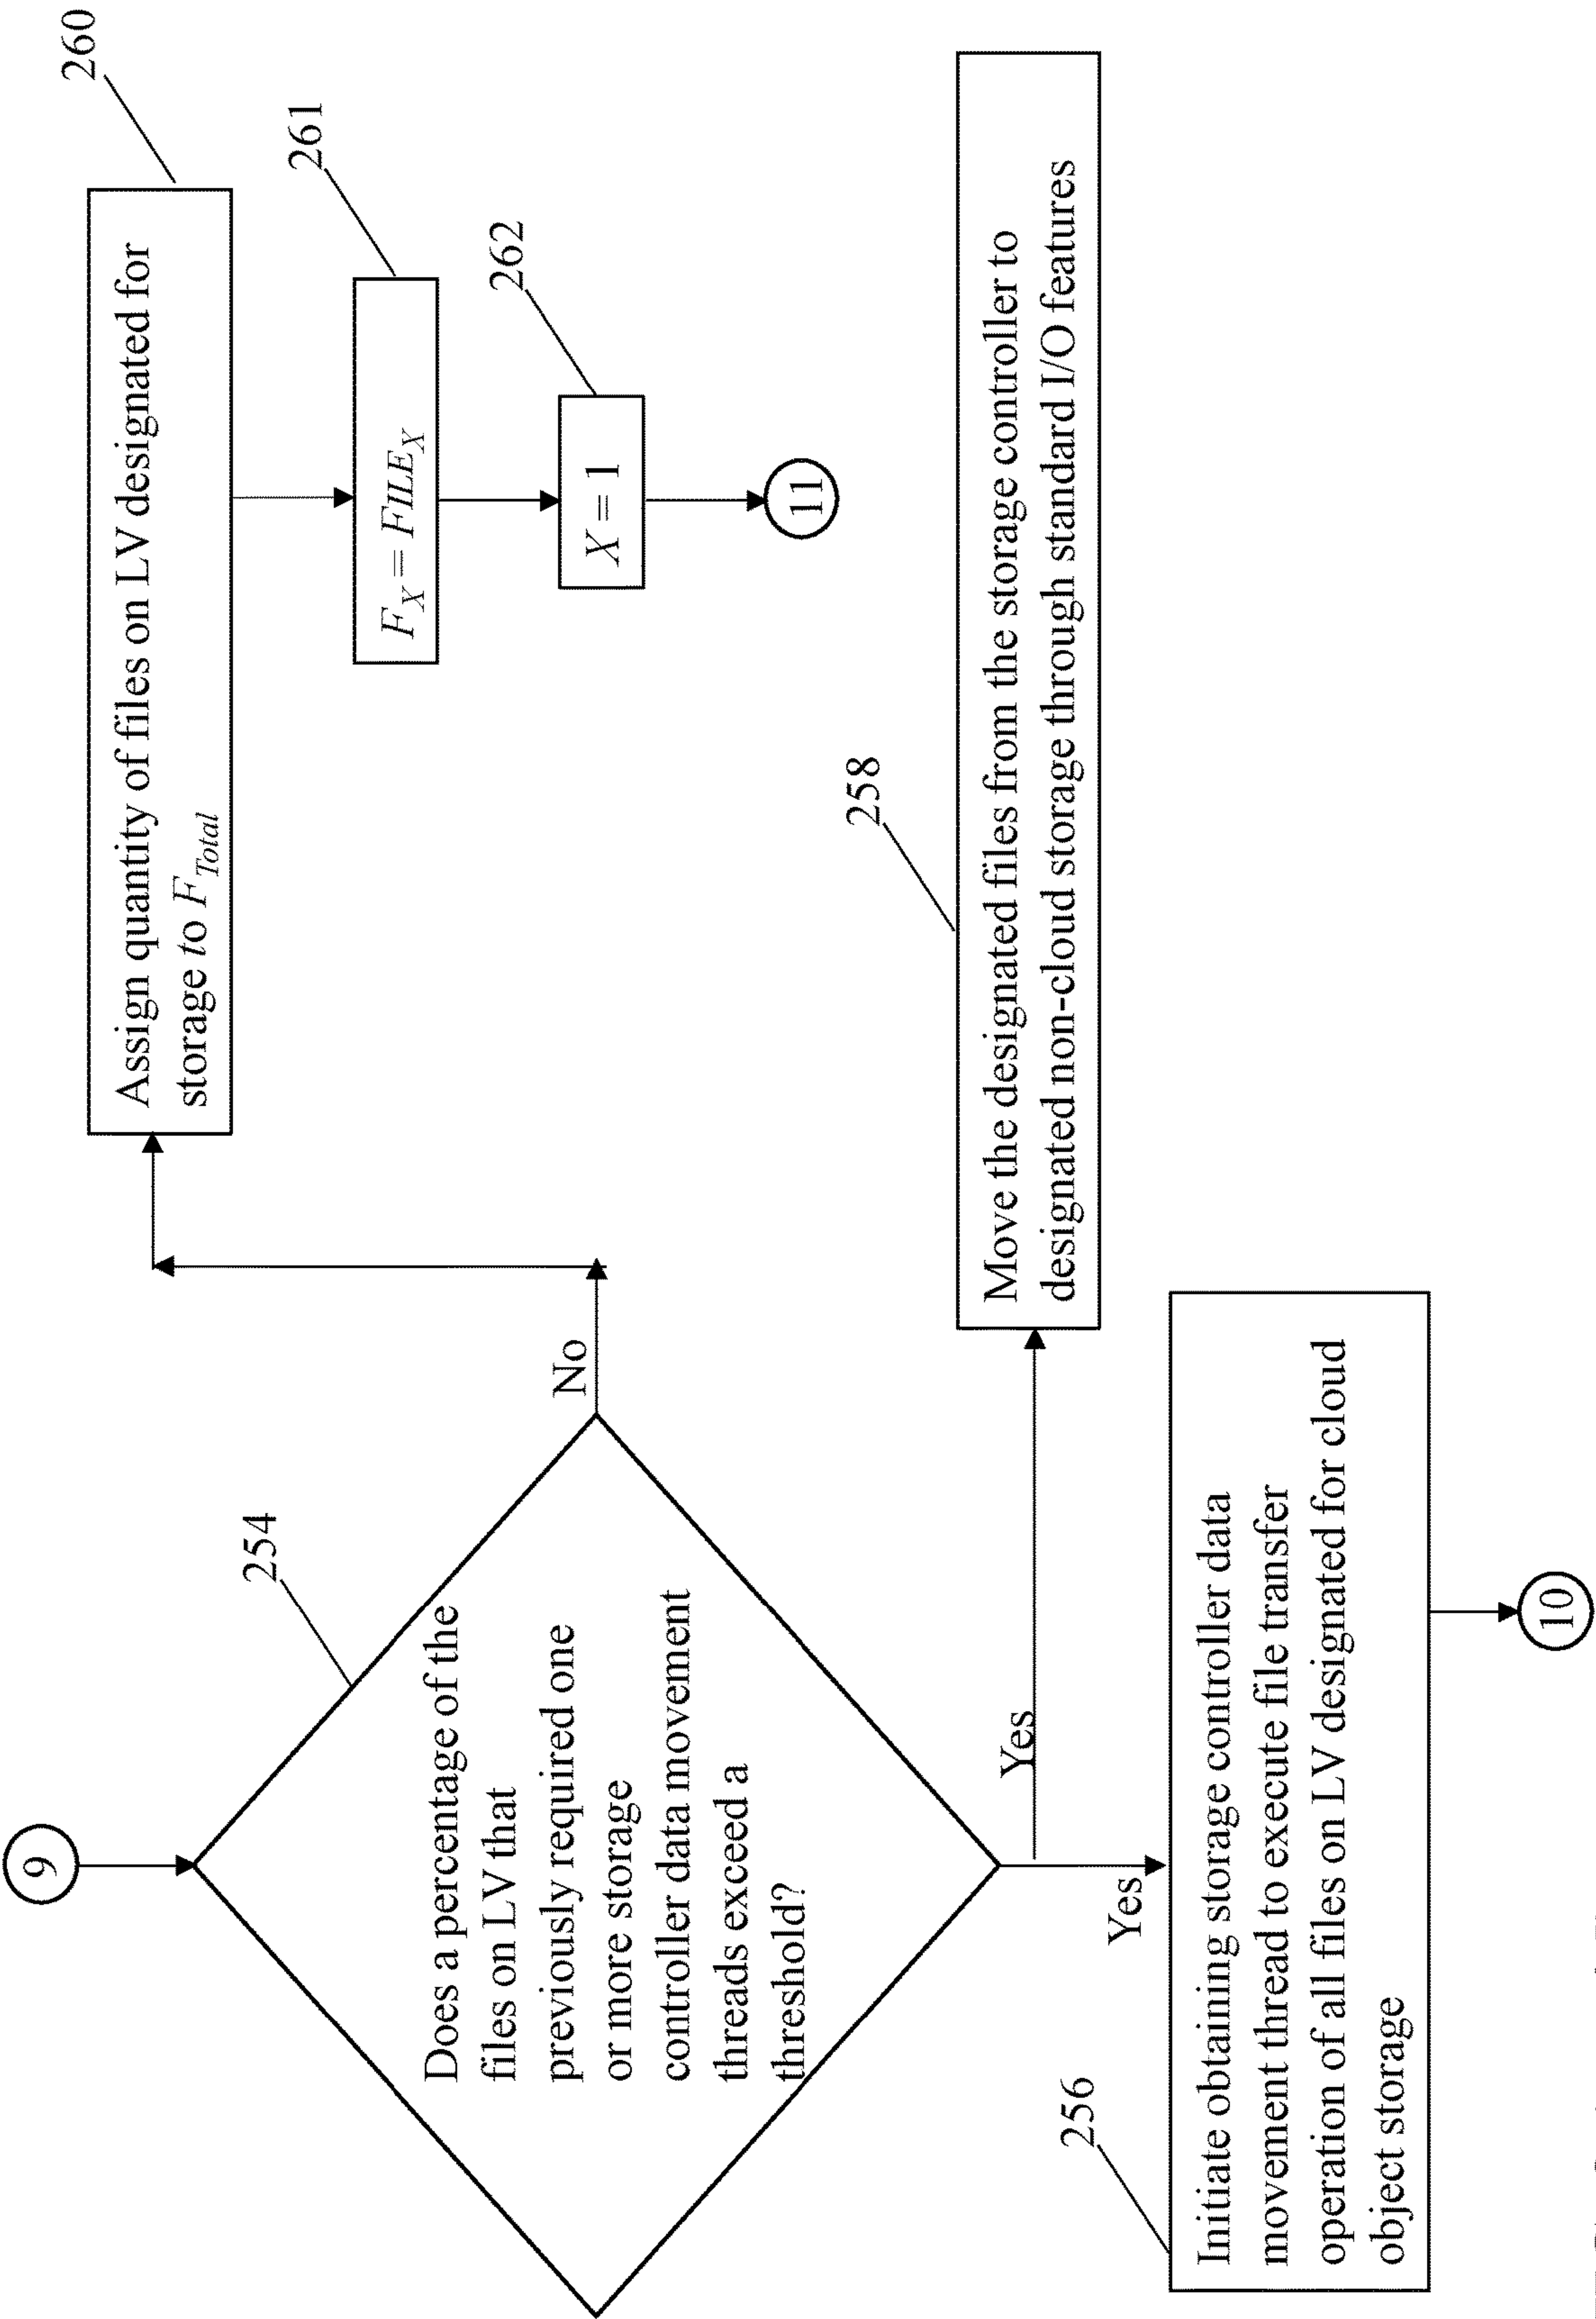 9
254
Does a percentage of the
files on LV that
previously required one
or more storage
controller data movement
threads exceed a
threshold?
No
Yes
Yes
260
Assign quantity of files on LV designated for
storage to F_Total
261
F_X = FILE_X
262
X = 1
11
258
Move the designated files from the storage controller to
designated non-cloud storage through standard I/O features
256
Initiate obtaining storage controller data
movement thread to execute file transfer
operation of all files on LV designated for cloud
object storage
10